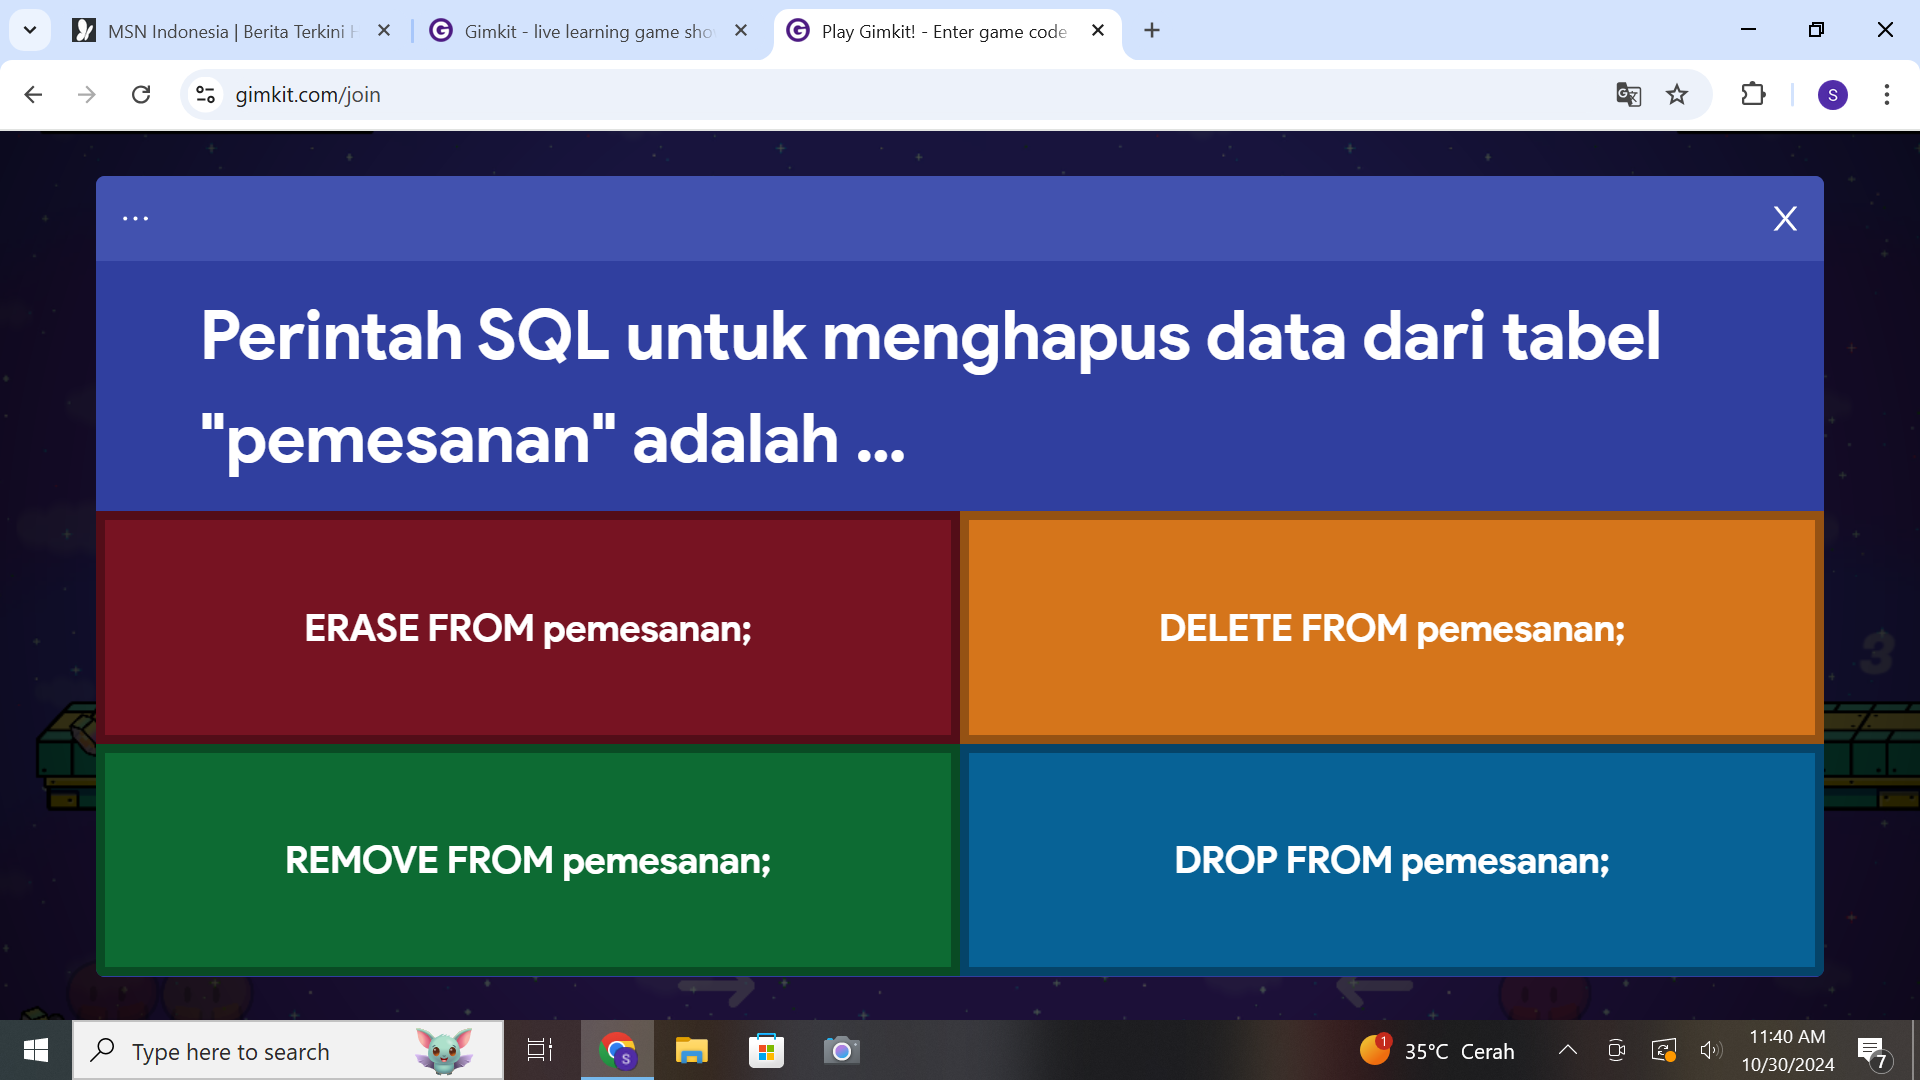 MSN Indonesia | Berita Terkini H
Gimkit - live learning game sho
Play Gimkit! - Enter game code
gimkit.com/join
S
...
X
Perintah SQL untuk menghapus data dari tabel
"pemesanan" adalah ...
ERASE FROM pemesanan;
DELETE FROM pemesanan;
REMOVE FROM pemesanan;
DROP FROM pemesanan;
3
Type here to search
S
1
35°C Cerah
11:40 AM
10/30/2024
7